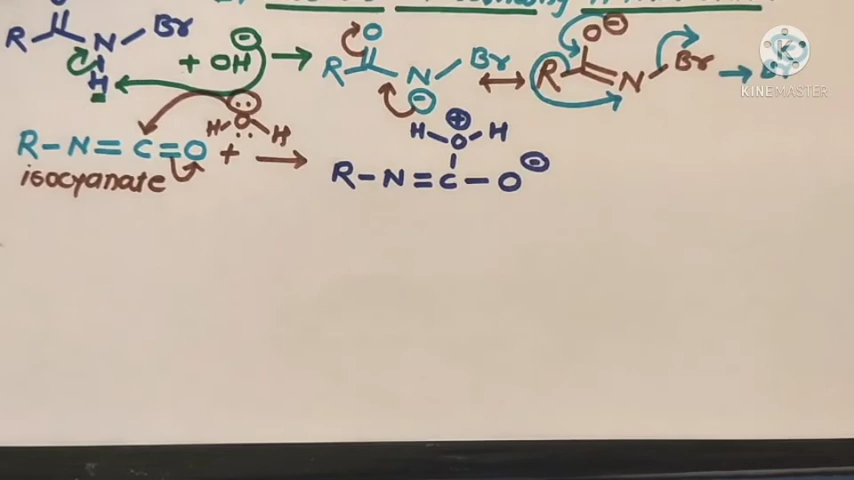 R N Br + OH → R O N Br ↔ R O N Br →
H
KINEMASTER
R-N=C=O + H O H → R-N=C-O
isocyanate
H O H